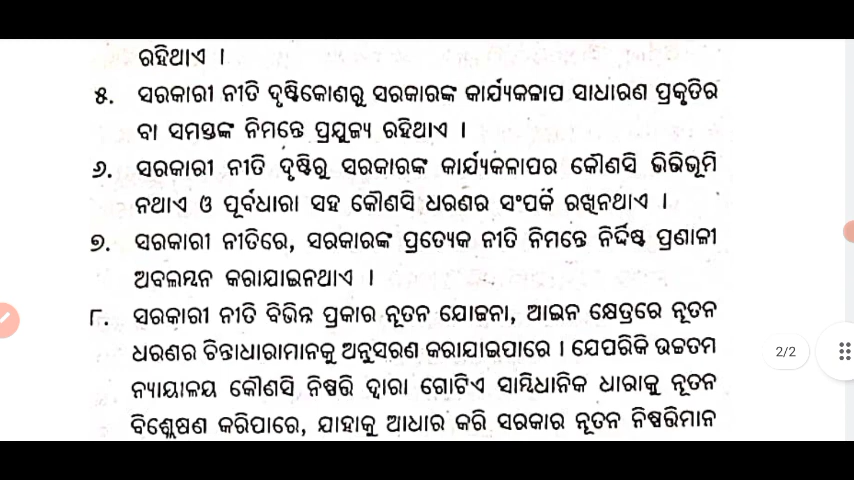 ରହିଥାଏ ।
୫. ସରକାରୀ ନୀତି ଦୃଷ୍ଟିକୋଣରୁ ସରକାରଙ୍କ କାର୍ଯ୍ୟକଳାପ ସାଧାରଣ ପ୍ରକୃତିର
ବା ସମସ୍ତଙ୍କ ନିମନ୍ତେ ପ୍ରଯୁଜ୍ୟ ରହିଥାଏ ।
୬. ସରକାରୀ ନୀତି ଦୃଷ୍ଟିରୁ ସରକାରଙ୍କ କାର୍ଯ୍ୟକଳାପର କୌଣସି ଭିତ୍ତିଭୂମି
ନଥାଏ ଓ ପୂର୍ବଧାରା ସହ କୌଣସି ଧରଣର ସଂପର୍କ ରଖିନଥାଏ ।
୭. ସରକାରୀ ନୀତିରେ, ସରକାରଙ୍କ ପ୍ରତ୍ୟେକ ନୀତି ନିମନ୍ତେ ନିର୍ଦ୍ଦିଷ୍ଟ ପ୍ରଣାଳୀ
ଅବଲମ୍ବନ କରାଯାଇନଥାଏ ।
୮. ସରକାରୀ ନୀତି ବିଭିନ୍ନ ପ୍ରକାର ନୂତନ ଯୋଜନା, ଆଇନ କ୍ଷେତ୍ରରେ ନୂତନ
ଧରଣର ଚିନ୍ତାଧାରାମାନକୁ ଅନୁସରଣ କରାଯାଇପାରେ । ଯେପରିକି ଉଚ୍ଚତମ
ନ୍ୟାୟାଳୟ କୌଣସି ନିଷ୍ପତ୍ତି ଦ୍ୱାରା ଗୋଟିଏ ସାମ୍ବିଧାନିକ ଧାରାକୁ ନୂତନ
ବିଶ୍ଳେଷଣ କରିପାରେ, ଯାହାକୁ ଆଧାର କରି ସରକାର ନୂତନ ନିଷ୍ପତ୍ତିମାନ
2/2